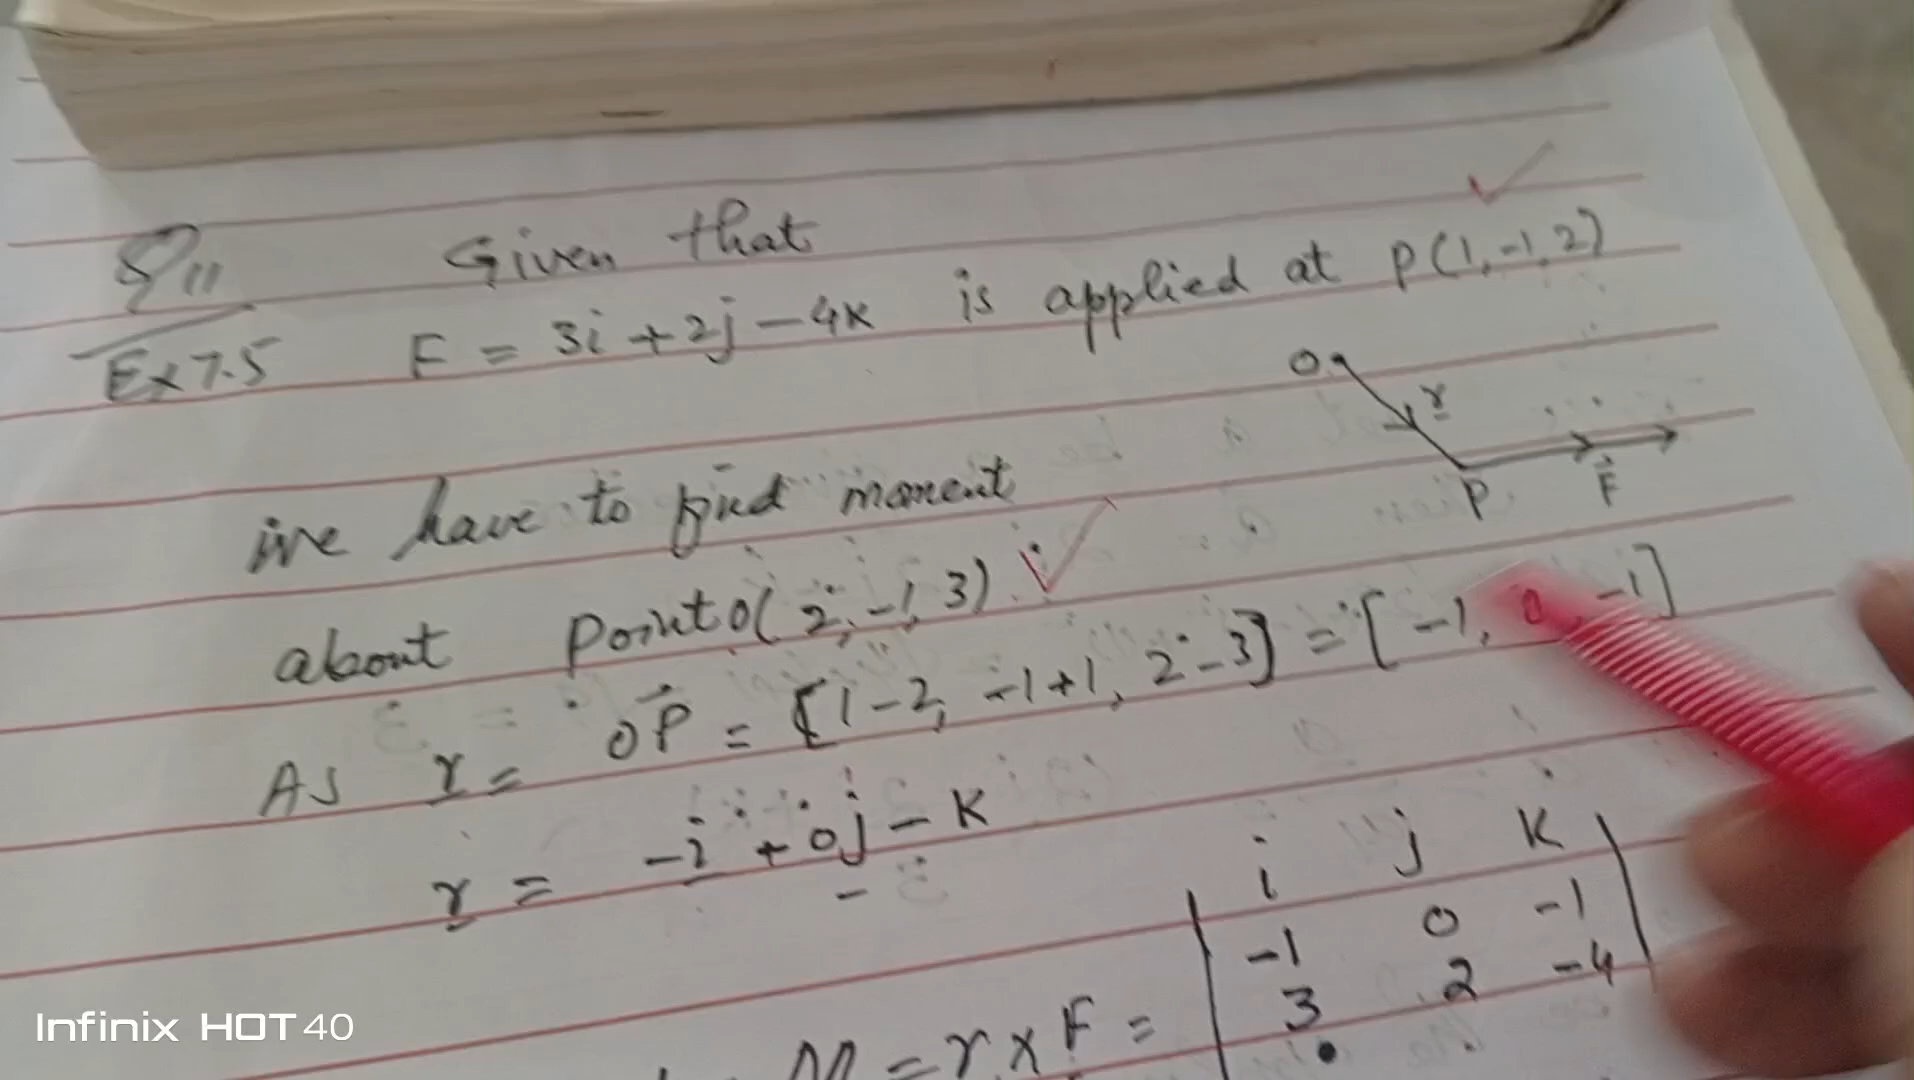 Q11 Given that
Ex 7.5 F = 3i + 2j - 4k is applied at P(1, -1, 2)
O r P F
we have to find moment
about Point O(2, -1, 3)
As r = OP = [1-2, -1+1, 2-3] = [-1, 0, -1]
r = -i + 0j - k
i j k
-1 0 -1
M = r x F = 3 2 -4
Infinix HOT 40